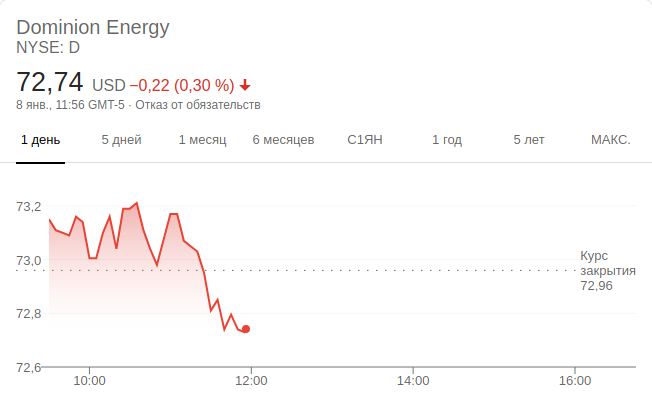 Dominion Energy
NYSE: D
72,74 USD −0,22 (0,30 %)
8 янв., 11:56 GMT-5 · Отказ от обязательств
1 день 5 дней 1 месяц 6 месяцев С1ЯН 1 год 5 лет МАКС.
73,2
73,0
72,8
72,6
Курс
закрытия
72,96
10:00 12:00 14:00 16:00